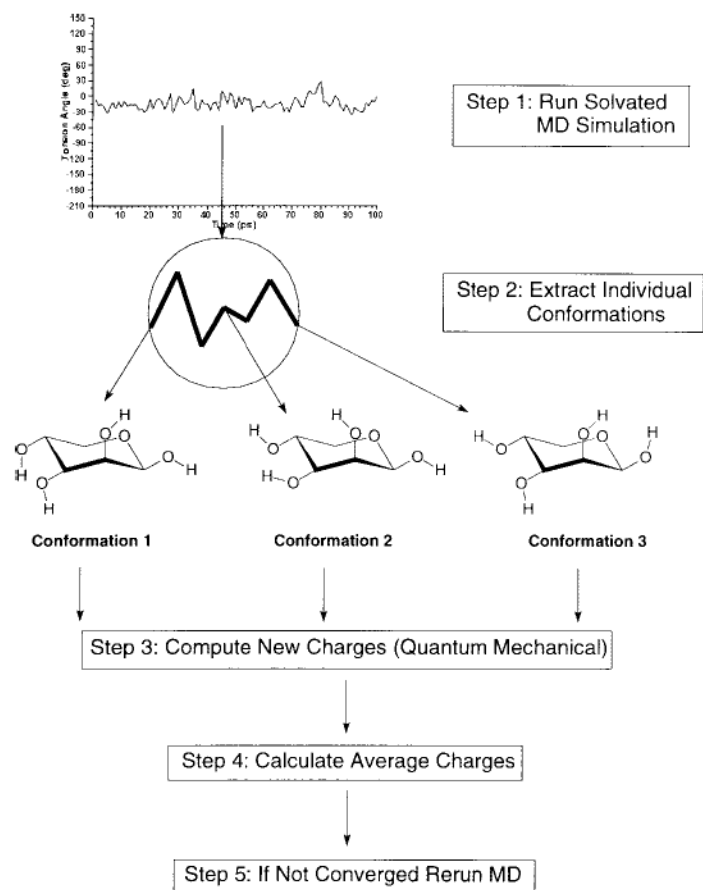 150
120
90
60
30
0
-30
-60
-90
-120
-150
-180
-210
Torsion Angle (deg)
0 10 20 30 40 50 60 70 80 90 100
Time (ps)
Step 1: Run Solvated
MD Simulation
Step 2: Extract Individual
Conformations
H
O
O
O
H
H
O
O
H
H
O
H
O
O
H
O
H
O
H
H
O
H
O
O
O
H
O
H
Conformation 1
Conformation 2
Conformation 3
Step 3: Compute New Charges (Quantum Mechanical)
Step 4: Calculate Average Charges
Step 5: If Not Converged Rerun MD